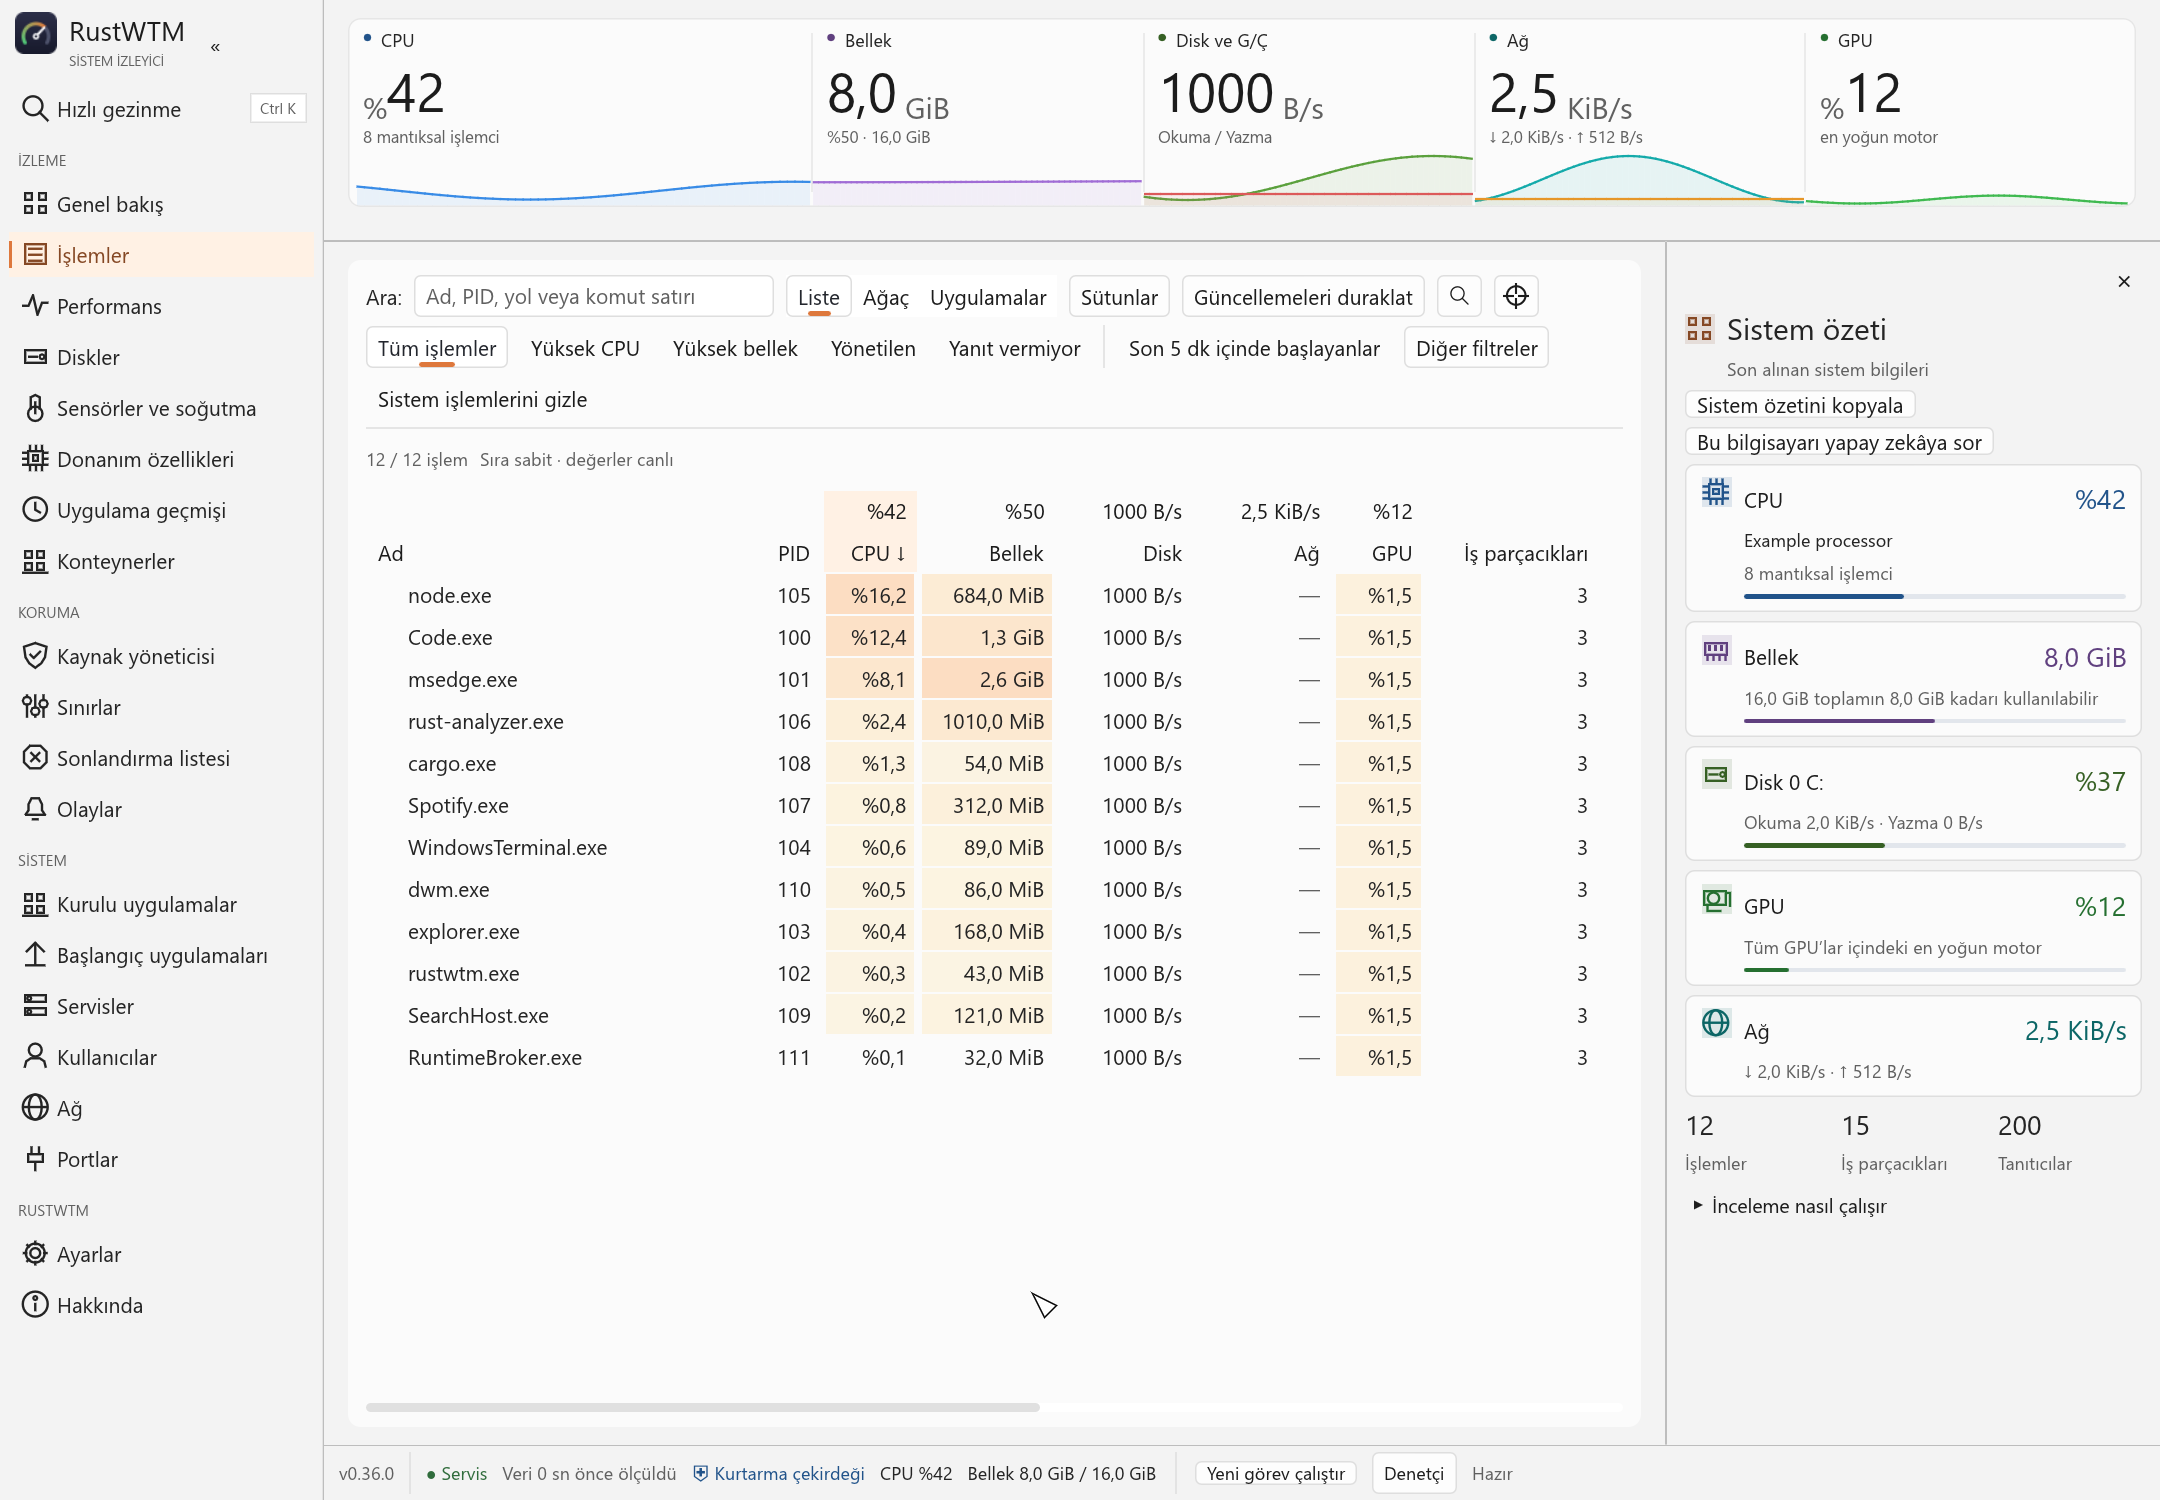 RustWTM
SİSTEM İZLEYİCİ
«
Hızlı gezinme
Ctrl K
İZLEME
Genel bakış
İşlemler
Performans
Diskler
Sensörler ve soğutma
Donanım özellikleri
Uygulama geçmişi
Konteynerler
KORUMA
Kaynak yöneticisi
Sınırlar
Sonlandırma listesi
Olaylar
SİSTEM
Kurulu uygulamalar
Başlangıç uygulamaları
Servisler
Kullanıcılar
Ağ
Portlar
RUSTWTM
Ayarlar
Hakkında
CPU
%42
8 mantıksal işlemci
Bellek
8,0 GiB
%50 · 16,0 GiB
Disk ve G/Ç
1000 B/s
Okuma / Yazma
Ağ
2,5 KiB/s
↓ 2,0 KiB/s · ↑ 512 B/s
GPU
%12
en yoğun motor
Ara: Ad, PID, yol veya komut satırı Liste Ağaç Uygulamalar Sütunlar Güncellemeleri duraklat
Tüm işlemler Yüksek CPU Yüksek bellek Yönetilen Yanıt vermiyor Son 5 dk içinde başlayanlar Diğer filtreler
Sistem işlemlerini gizle
12 / 12 işlem Sıra sabit · değerler canlı
%42 %50 1000 B/s 2,5 KiB/s %12
Ad PID CPU ↓ Bellek Disk Ağ GPU İş parçacıkları
node.exe 105 %16,2 684,0 MiB 1000 B/s — %1,5 3
Code.exe 100 %12,4 1,3 GiB 1000 B/s — %1,5 3
msedge.exe 101 %8,1 2,6 GiB 1000 B/s — %1,5 3
rust-analyzer.exe 106 %2,4 1010,0 MiB 1000 B/s — %1,5 3
cargo.exe 108 %1,3 54,0 MiB 1000 B/s — %1,5 3
Spotify.exe 107 %0,8 312,0 MiB 1000 B/s — %1,5 3
WindowsTerminal.exe 104 %0,6 89,0 MiB 1000 B/s — %1,5 3
dwm.exe 110 %0,5 86,0 MiB 1000 B/s — %1,5 3
explorer.exe 103 %0,4 168,0 MiB 1000 B/s — %1,5 3
rustwtm.exe 102 %0,3 43,0 MiB 1000 B/s — %1,5 3
SearchHost.exe 109 %0,2 121,0 MiB 1000 B/s — %1,5 3
RuntimeBroker.exe 111 %0,1 32,0 MiB 1000 B/s — %1,5 3
×
Sistem özeti
Son alınan sistem bilgileri
Sistem özetini kopyala
Bu bilgisayarı yapay zekâya sor
CPU %42
Example processor
8 mantıksal işlemci
Bellek 8,0 GiB
16,0 GiB toplamın 8,0 GiB kadarı kullanılabilir
Disk 0 C: %37
Okuma 2,0 KiB/s · Yazma 0 B/s
GPU %12
Tüm GPU'lar içindeki en yoğun motor
Ağ 2,5 KiB/s
↓ 2,0 KiB/s · ↑ 512 B/s
12 15 200
İşlemler İş parçacıkları Tanıtıcılar
▸ İnceleme nasıl çalışır
v0.36.0 ● Servis Veri 0 sn önce ölçüldü Kurtarma çekirdeği CPU %42 Bellek 8,0 GiB / 16,0 GiB Yeni görev çalıştır Denetçi Hazır